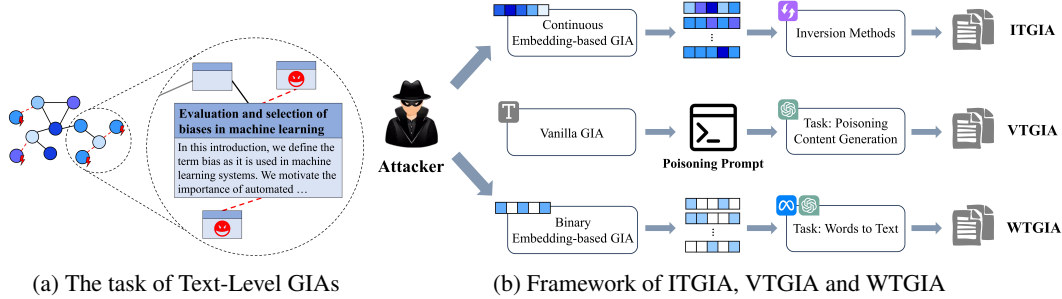 Evaluation and selection of
biases in machine learning
In this introduction, we define the
term bias as it is used in machine
learning systems. We motivate the
importance of automated …
(a) The task of Text-Level GIAs
Attacker
Continuous
Embedding-based GIA
Inversion Methods
ITGIA
T
Vanilla GIA
Poisoning Prompt
Task: Poisoning
Content Generation
VTGIA
Binary
Embedding-based GIA
Task: Words to Text
WTGIA
(b) Framework of ITGIA, VTGIA and WTGIA